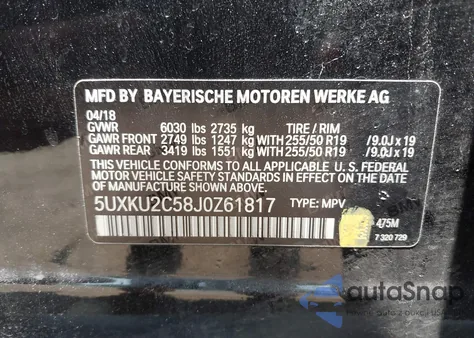 MFD BY BAYERISCHE MOTOREN WERKE AG
04/18
GVWR 6030 lbs 2735 kg TIRE / RIM
GAWR FRONT 2749 lbs 1247 kg WITH 255/50 R19 /9.0J x 19
GAWR REAR 3419 lbs 1551 kg WITH 255/50 R19 /9.0J x 19
THIS VEHICLE CONFORMS TO ALL APPLICABLE U. S. FEDERAL
MOTOR VEHICLE SAFETY STANDARDS IN EFFECT ON THE
DATE OF MANUFACTURE SHOWN ABOVE.
5UXKU2C58J0Z61817 TYPE: MPV
475M
7 320 729
autaSnap